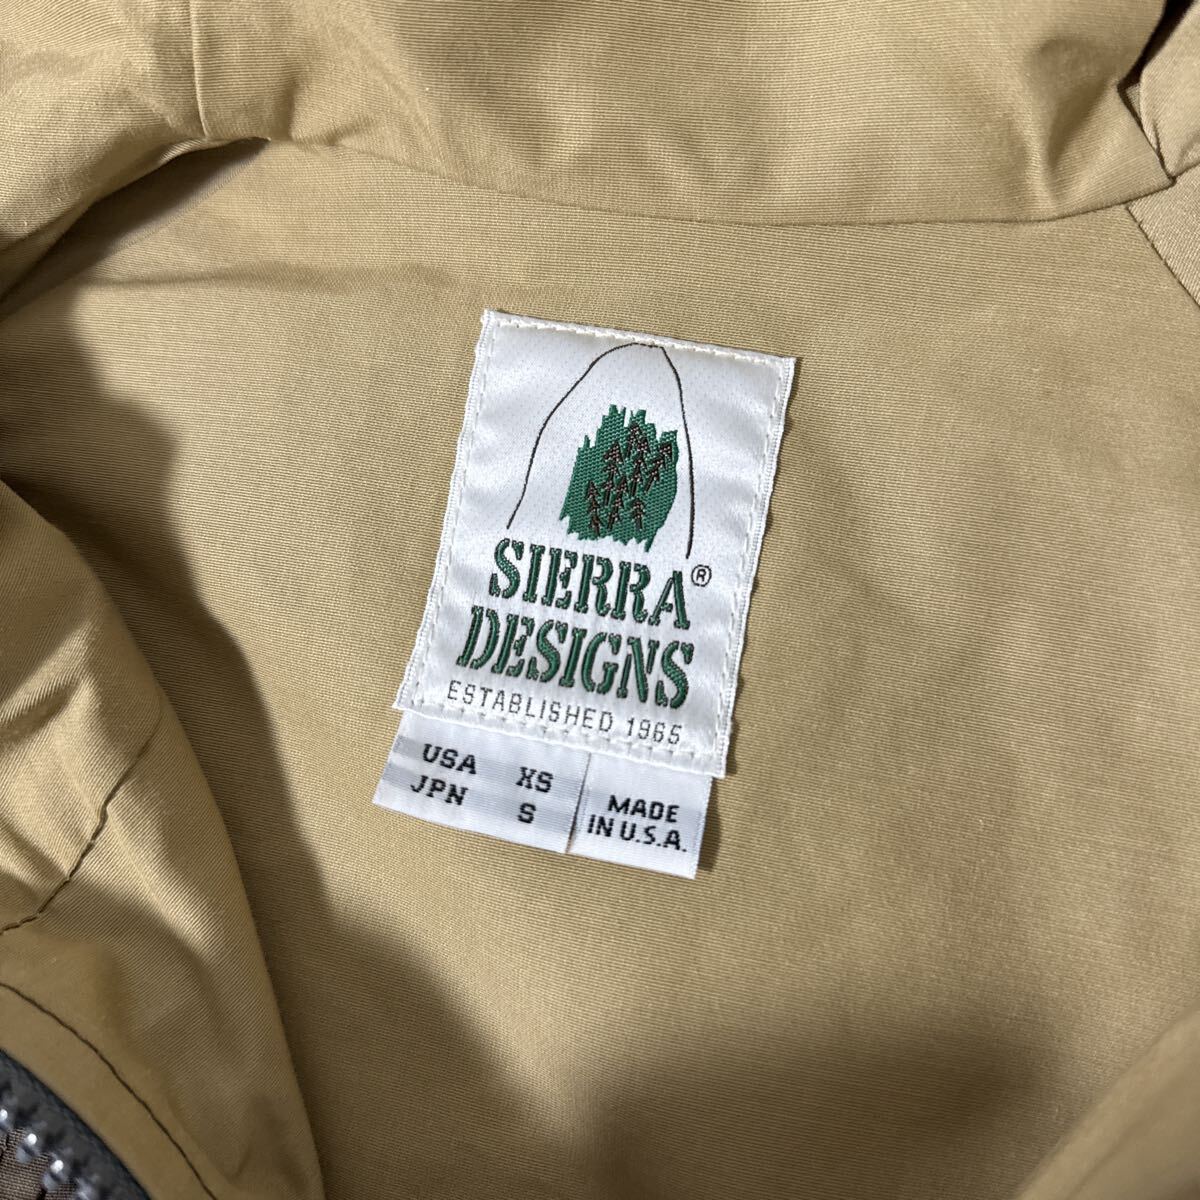 SIERRA®
DESIGNS
ESTABLISHED 1965
USA XS
JPN S
MADE
IN U.S.A.